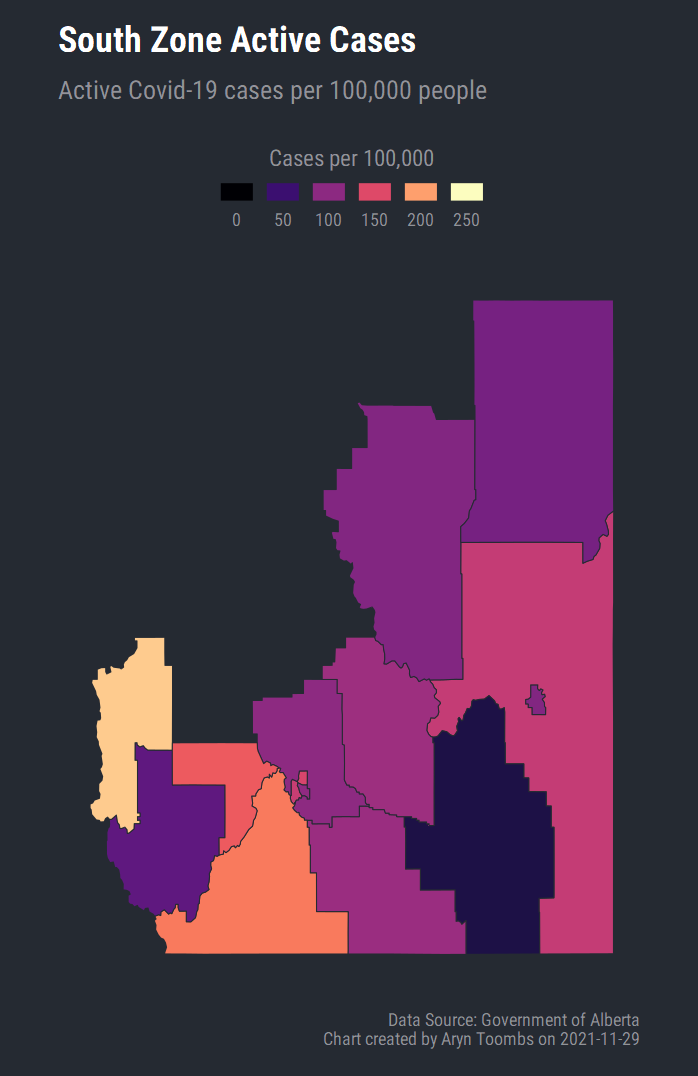 South Zone Active Cases
Active Covid-19 cases per 100,000 people
Cases per 100,000
0 50 100 150 200 250
Data Source: Government of Alberta
Chart created by Aryn Toombs on 2021-11-29